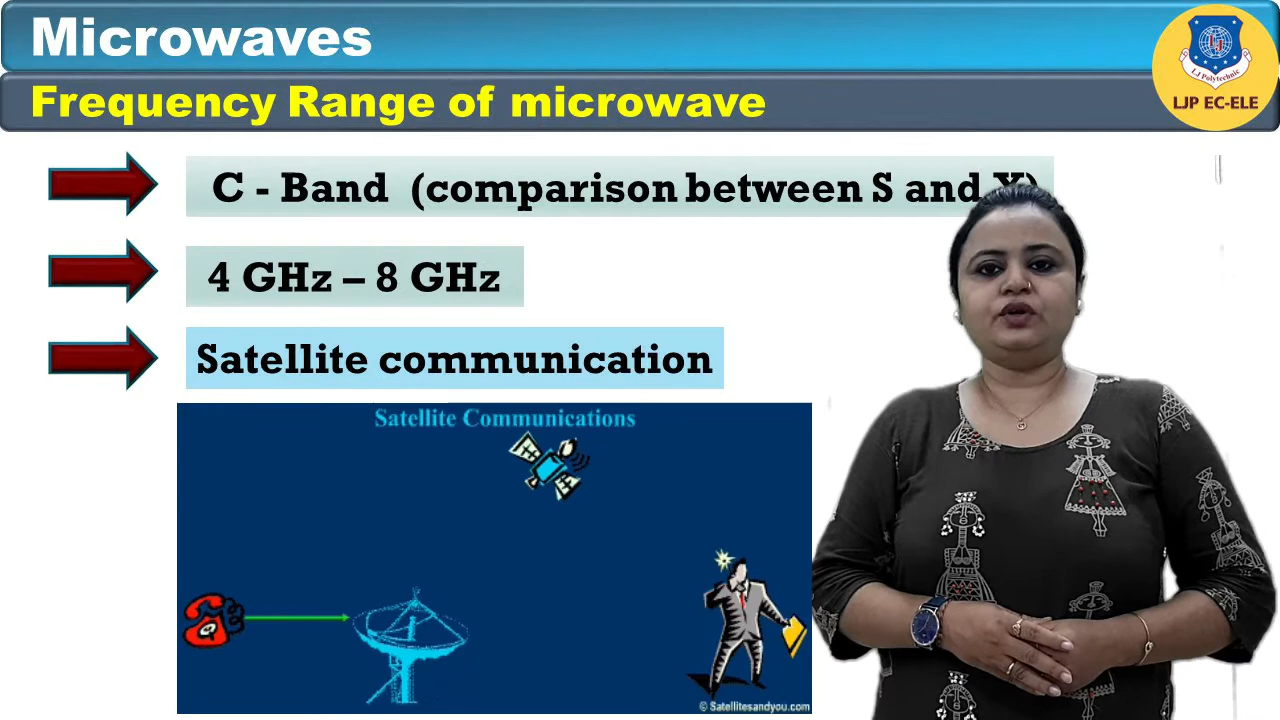 Microwaves
Frequency Range of microwave
L.J Polytechnic
LJP EC-ELE
C - Band (comparison between S and X)
4 GHz – 8 GHz
Satellite communication
Satellite Communications
© Satellitesandyou.com